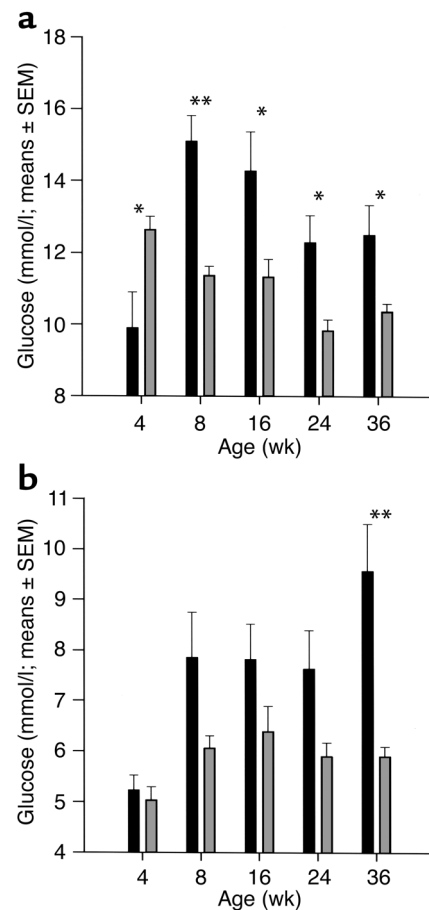 a
Glucose (mmol/l; means ± SEM)
18
16
14
12
10
8
** 
*
*
*
*
4 8 16 24 36
Age (wk)
b
Glucose (mmol/l; means ± SEM)
11
10
9
8
7
6
5
4
**
4 8 16 24 36
Age (wk)